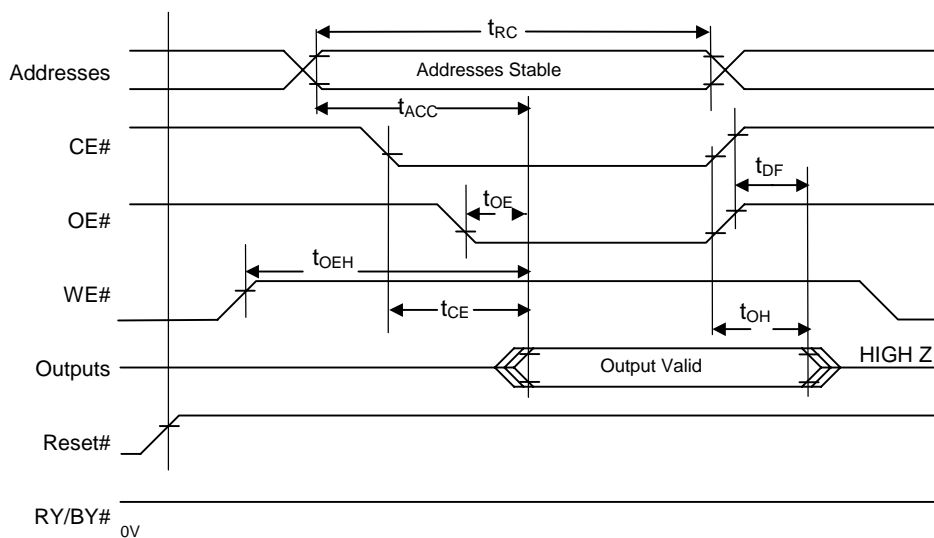 tRC
Addresses
Addresses Stable
tACC
CE#
tDF
OE#
tOE
tOEH
WE#
tCE
tOH
Outputs
Output Valid
HIGH Z
Reset#
RY/BY#
0V